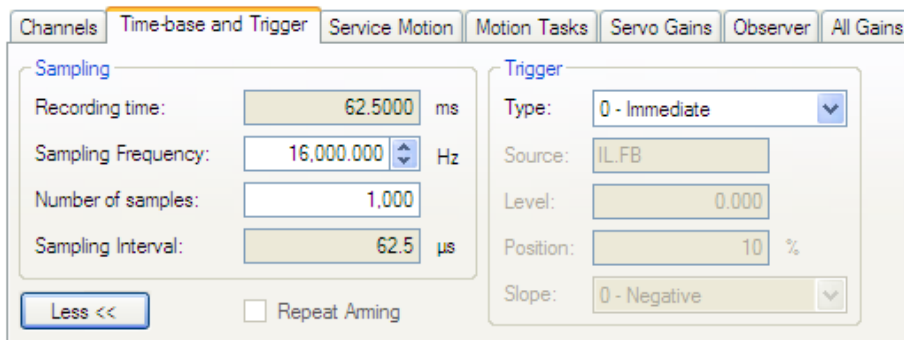 Channels Time-base and Trigger Service Motion Motion Tasks Servo Gains Observer All Gains
Sampling
Recording time: 62.5000 ms
Sampling Frequency: 16,000.000 Hz
Number of samples: 1,000
Sampling Interval: 62.5 µs
Less << Repeat Arming
Trigger
Type: 0 - Immediate
Source: IL.FB
Level: 0.000
Position: 10 %
Slope: 0 - Negative